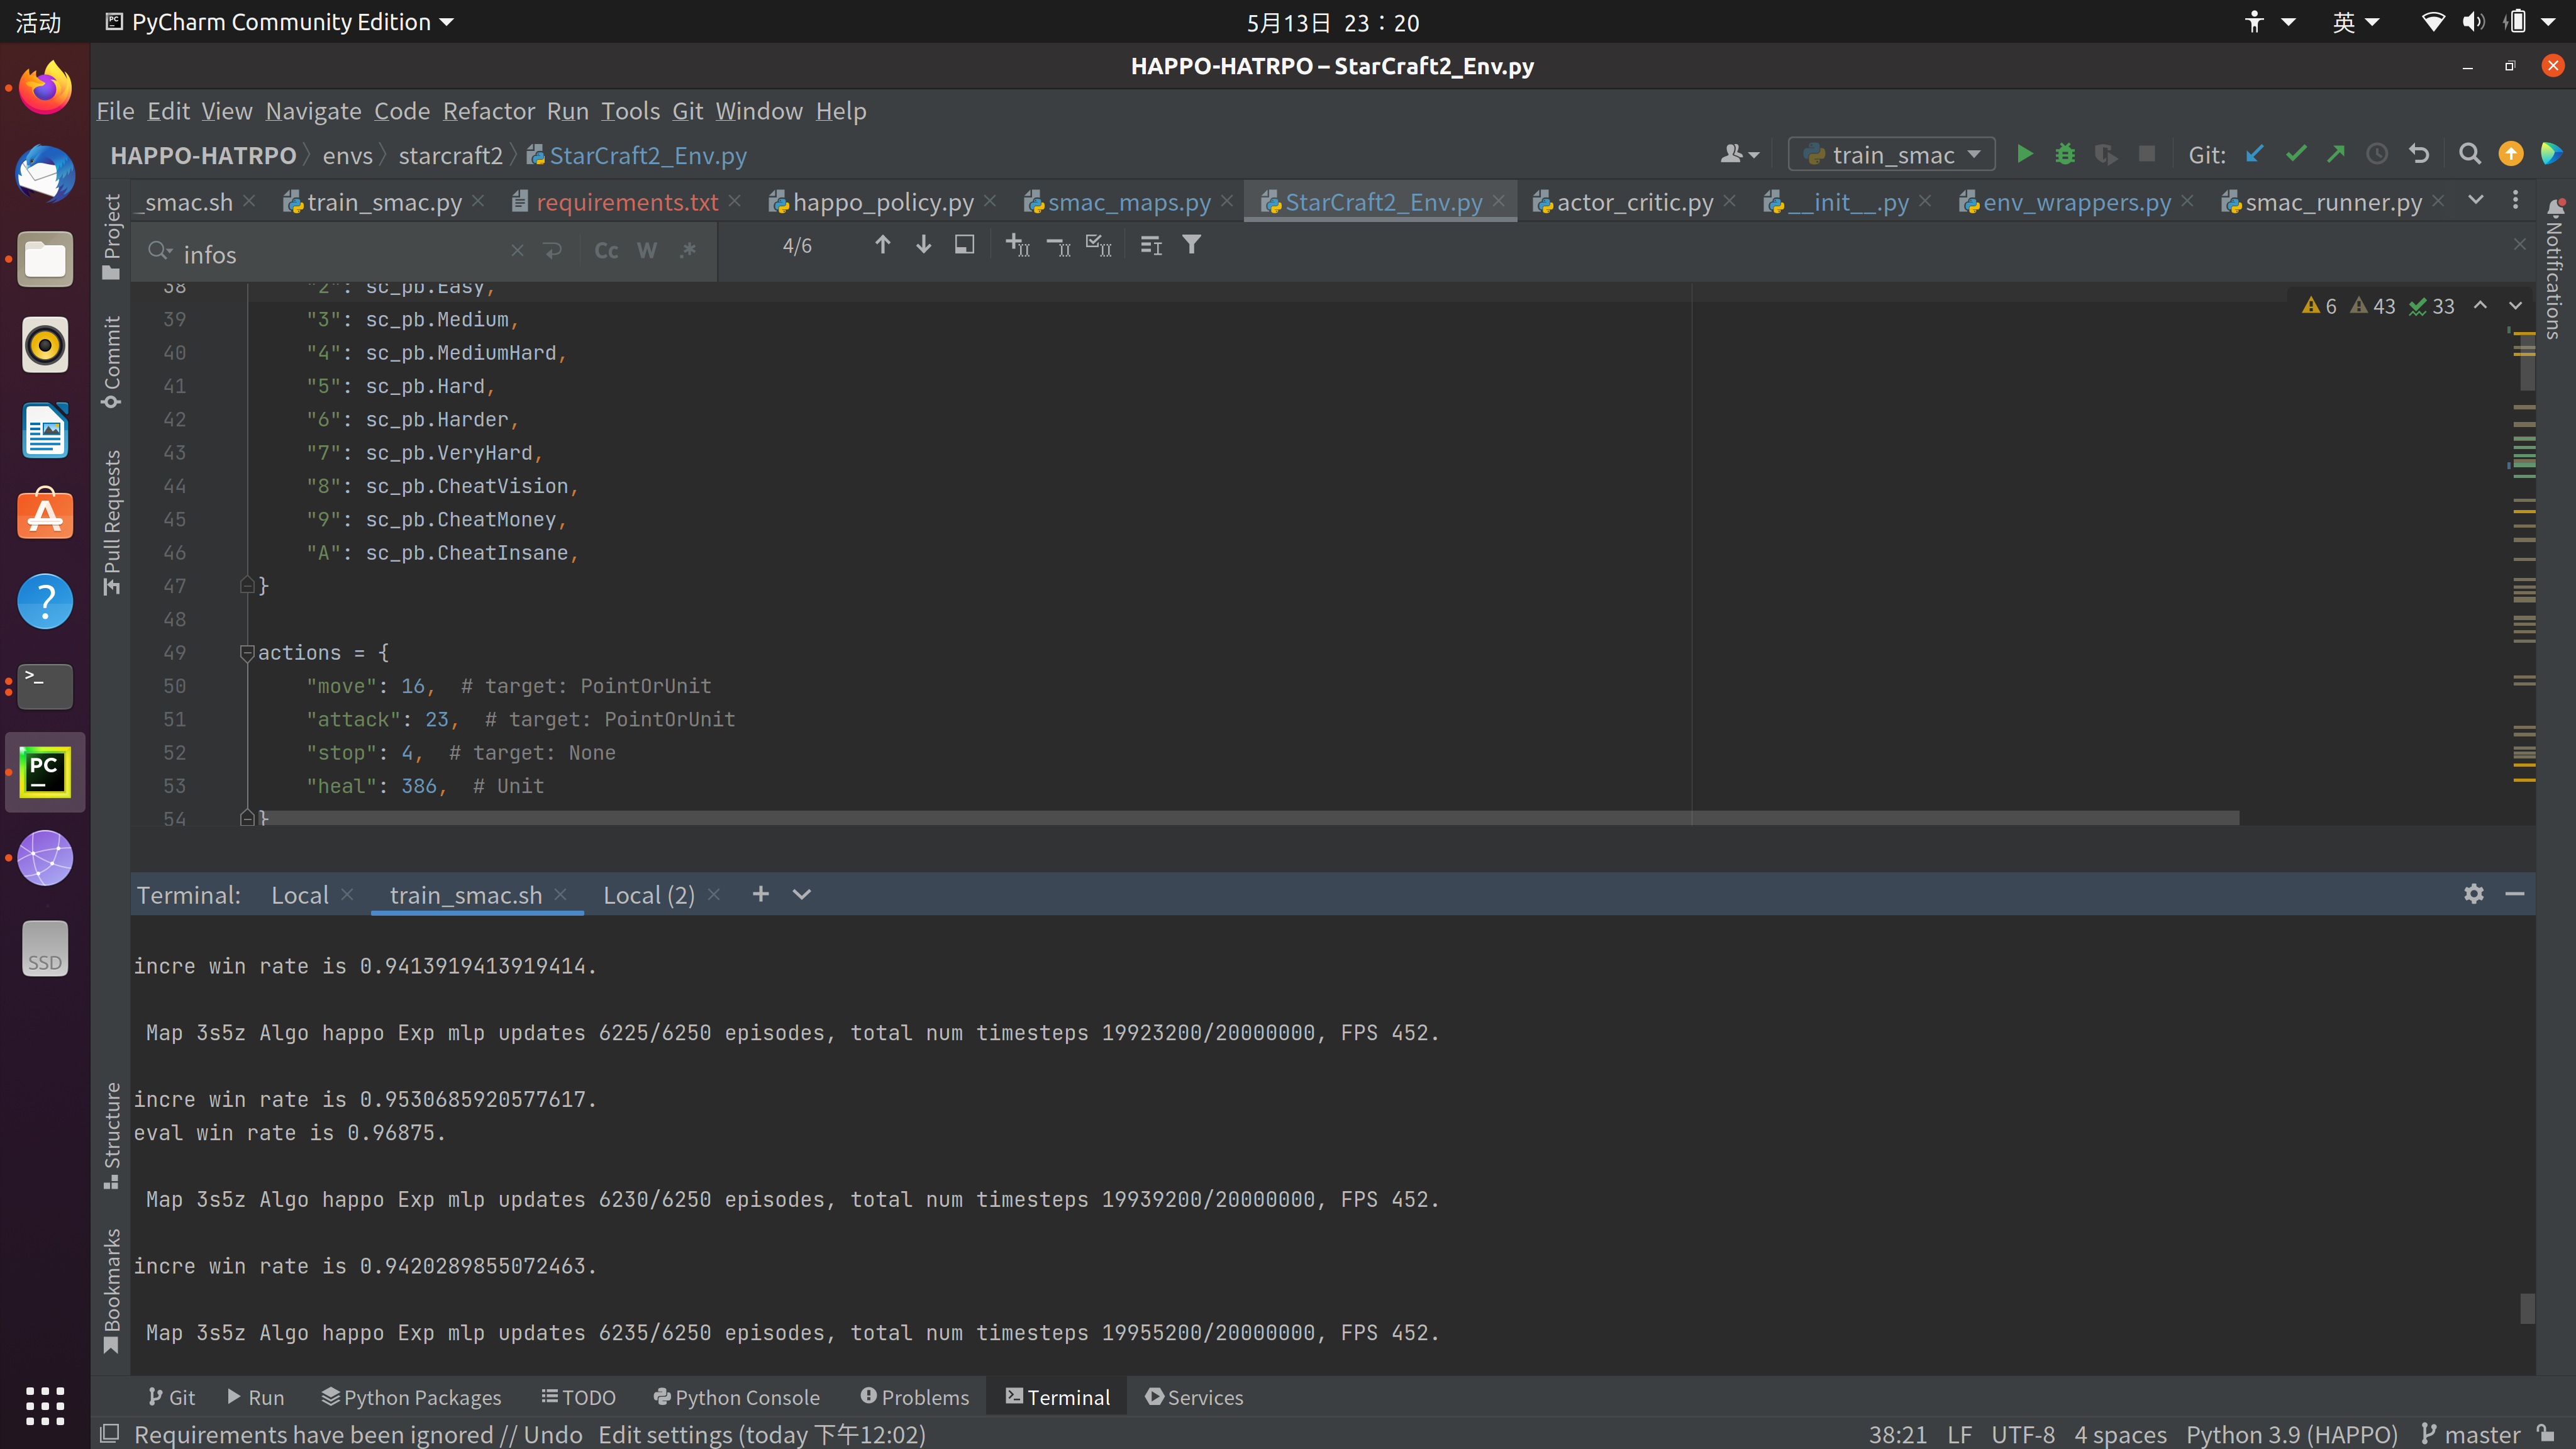 活动 PyCharm Community Edition 5月13日 23：20 英
HAPPO-HATRPO – StarCraft2_Env.py
File Edit View Navigate Code Refactor Run Tools Git Window Help
HAPPO-HATRPO envs starcraft2 StarCraft2_Env.py train_smac Git:
_smac.sh train_smac.py requirements.txt happo_policy.py smac_maps.py StarCraft2_Env.py actor_critic.py __init__.py env_wrappers.py smac_runner.py
infos Cc W .* 4/6
6 43 33
38 "2": sc_pb.Easy,
39 "3": sc_pb.Medium,
40 "4": sc_pb.MediumHard,
41 "5": sc_pb.Hard,
42 "6": sc_pb.Harder,
43 "7": sc_pb.VeryHard,
44 "8": sc_pb.CheatVision,
45 "9": sc_pb.CheatMoney,
46 "A": sc_pb.CheatInsane,
47 }
48
49 actions = {
50 "move": 16,  # target: PointOrUnit
51 "attack": 23,  # target: PointOrUnit
52 "stop": 4,  # target: None
53 "heal": 386,  # Unit
54 }
Project
Commit
Pull Requests
Structure
Bookmarks
Notifications
PC
SSD
Terminal: Local train_smac.sh Local (2)
incre win rate is 0.9413919413919414.
Map 3s5z Algo happo Exp mlp updates 6225/6250 episodes, total num timesteps 19923200/20000000, FPS 452.
incre win rate is 0.9530685920577617.
eval win rate is 0.96875.
Map 3s5z Algo happo Exp mlp updates 6230/6250 episodes, total num timesteps 19939200/20000000, FPS 452.
incre win rate is 0.9420289855072463.
Map 3s5z Algo happo Exp mlp updates 6235/6250 episodes, total num timesteps 19955200/20000000, FPS 452.
Git Run Python Packages TODO Python Console Problems Terminal Services
Requirements have been ignored // Undo Edit settings (today 下午12:02) 38:21 LF UTF-8 4 spaces Python 3.9 (HAPPO) master